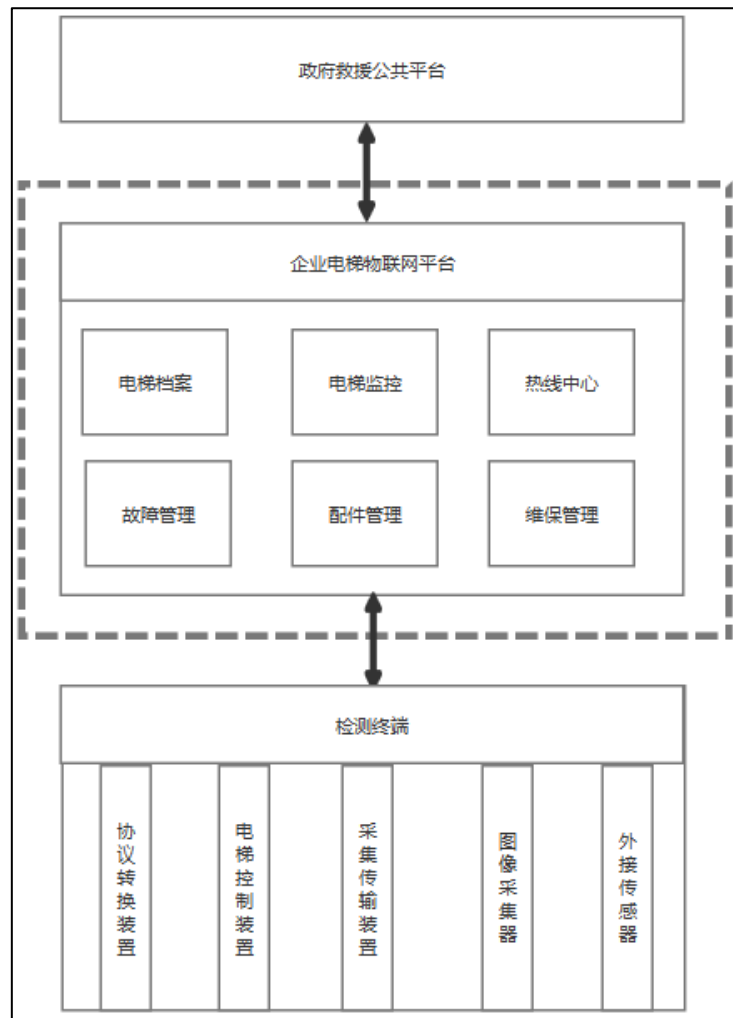 政府救援公共平台
企业电梯物联网平台
电梯档案
电梯监控
热线中心
故障管理
配件管理
维保管理
检测终端
协议转换装置
电梯控制装置
采集传输装置
图像采集器
外接传感器